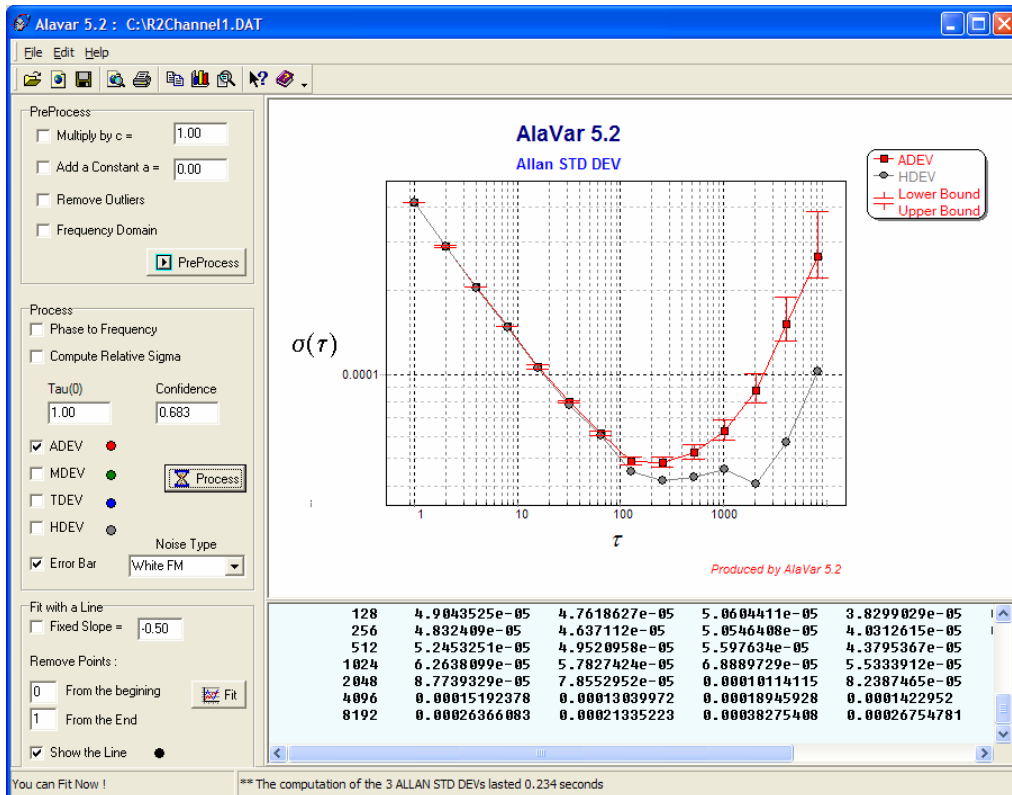 Alavar 5.2 : C:\R2Channel1.DAT
File Edit Help
PreProcess
Multiply by c = 1.00
Add a Constant a = 0.00
Remove Outliers
Frequency Domain
PreProcess
Process
Phase to Frequency
Compute Relative Sigma
Tau(0) Confidence
1.00 0.683
ADEV
MDEV
Process
TDEV
HDEV
Noise Type
Error Bar White FM
Fit with a Line
Fixed Slope = -0.50
Remove Points :
0 From the begining
Fit
1 From the End
Show the Line
AlaVar 5.2
Allan STD DEV
ADEV
HDEV
Lower Bound
Upper Bound
σ(τ)
0.0001
1 10 100 1000
τ
Produced by AlaVar 5.2
128 4.9043525e-05 4.7618627e-05 5.0604411e-05 3.8299029e-05
256 4.832409e-05 4.637112e-05 5.0546408e-05 4.0312615e-05
512 5.2453251e-05 4.9520958e-05 5.597634e-05 4.3795367e-05
1024 6.2638099e-05 5.7827424e-05 6.8889729e-05 5.5333912e-05
2048 8.7739329e-05 7.8552952e-05 0.00010114115 8.2387465e-05
4096 0.00015192378 0.00013039972 0.00018945928 0.0001422952
8192 0.00026366083 0.00021335223 0.00038275408 0.00026754781
You can Fit Now ! ** The computation of the 3 ALLAN STD DEVs lasted 0.234 seconds